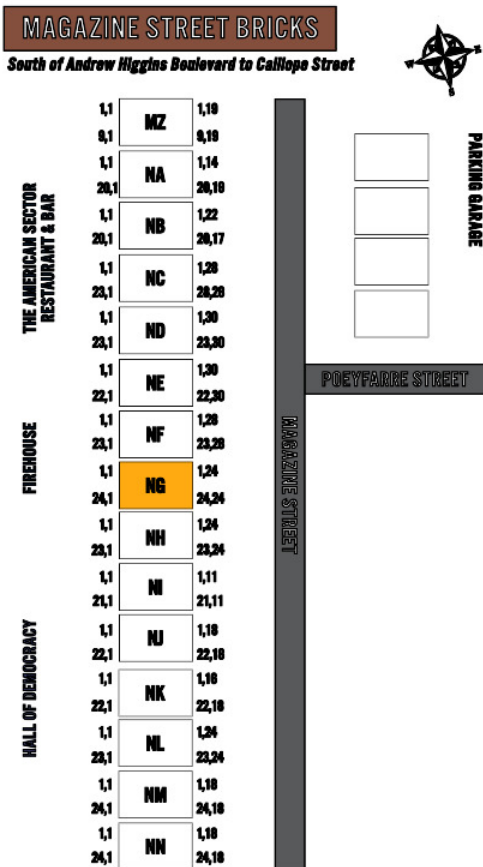 MAGAZINE STREET BRICKS
South of Andrew Higgins Boulevard to Calliope Street
N
E
S
W
1,1 MZ 1,19
9,1 9,19
1,1 NA 1,14
20,1 20,19
1,1 NB 1,22
20,1 20,17
1,1 NC 1,28
23,1 28,28
1,1 ND 1,30
23,1 23,30
1,1 NE 1,30
22,1 22,30
1,1 NF 1,28
23,1 23,28
1,1 NG 1,24
24,1 24,24
1,1 NH 1,24
23,1 23,24
1,1 NI 1,11
21,1 21,11
1,1 NJ 1,18
22,1 22,18
1,1 NK 1,16
22,1 22,18
1,1 NL 1,24
23,1 23,24
1,1 NM 1,18
24,1 24,18
1,1 NN 1,18
24,1 24,18
THE AMERICAN SECTOR
RESTAURANT & BAR
FIREHOUSE
HALL OF DEMOCRACY
MAGAZINE STREET
POEYFARRE STREET
PARKING GARAGE